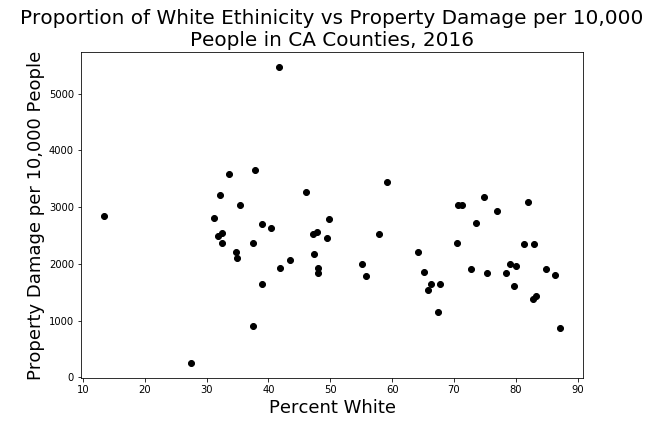 Proportion of White Ethinicity vs Property Damage per 10,000
People in CA Counties, 2016
Property Damage per 10,000 People
5000
4000
3000
2000
1000
0
10 20 30 40 50 60 70 80 90
Percent White